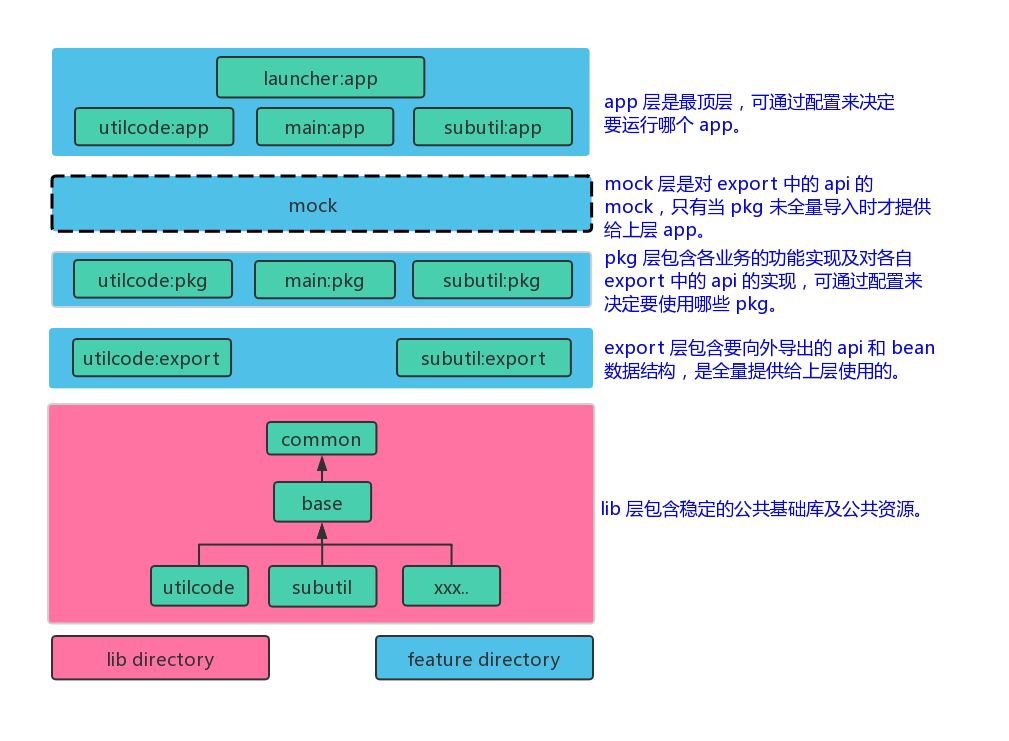 launcher:app
utilcode:app
main:app
subutil:app
app 层是最顶层，可通过配置来决定
要运行哪个 app。
mock
mock 层是对 export 中的 api 的
mock，只有当 pkg 未全量导入时才提供
给上层 app。
utilcode:pkg
main:pkg
subutil:pkg
pkg 层包含各业务的功能实现及对各自
export 中的 api 的实现，可通过配置来
决定要使用哪些 pkg。
utilcode:export
subutil:export
export 层包含要向外导出的 api 和 bean
数据结构，是全量提供给上层使用的。
common
base
utilcode
subutil
xxx..
lib 层包含稳定的公共基础库及公共资源。
lib directory
feature directory